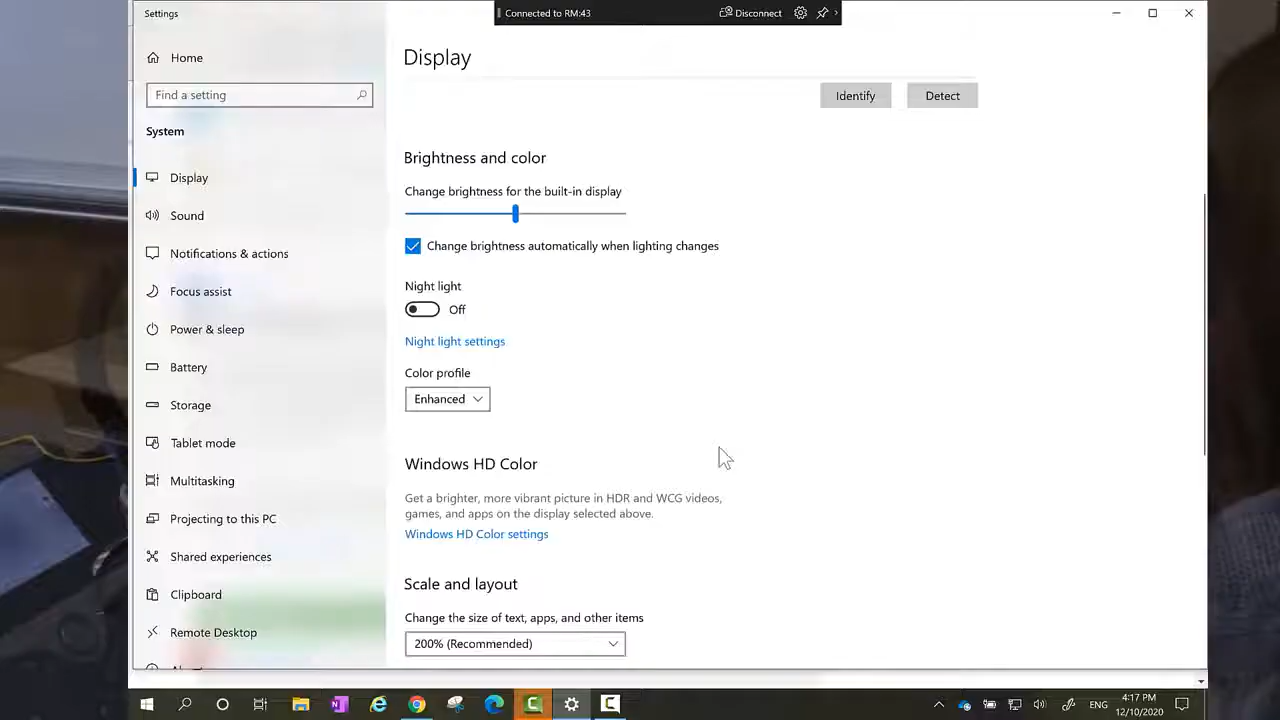 Settings
Connected to RM:43
Disconnect
Home
Find a setting
System
Display
Sound
Notifications & actions
Focus assist
Power & sleep
Battery
Storage
Tablet mode
Multitasking
Projecting to this PC
Shared experiences
Clipboard
Remote Desktop
Display
Identify
Detect
Brightness and color
Change brightness for the built-in display
Change brightness automatically when lighting changes
Night light
Off
Night light settings
Color profile
Enhanced
Windows HD Color
Get a brighter, more vibrant picture in HDR and WCG videos,
games, and apps on the display selected above.
Windows HD Color settings
Scale and layout
Change the size of text, apps, and other items
200% (Recommended)
4:17 PM
12/10/2020